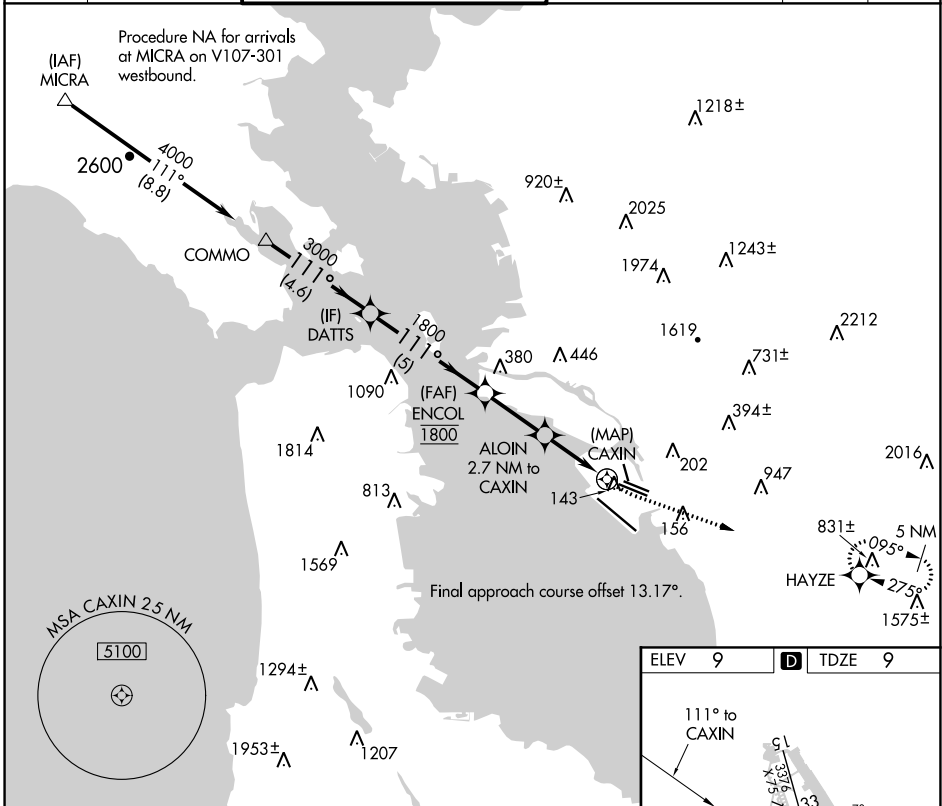 Procedure NA for arrivals
at MICRA on V107-301
westbound.
(IAF)
MICRA
2600
4000
111°
(8.8)
COMMO
3000
111°
(4.6)
(IF)
DATTS
1800
111°
(5)
(FAF)
ENCOL
1800
ALOIN
2.7 NM to
CAXIN
(MAP)
CAXIN
1218±
920±
2025
1243±
1974
2212
1619
731±
380
446
394±
1090
1814
202
2016
947
813
143
156
831±
5 NM
095°
HAYZE
275°
1575±
1569
Final approach course offset 13.17°.
MSA CAXIN 25 NM
5100
1294±
1953±
1207
ELEV 9
D
TDZE 9
111° to
CAXIN
15
3376
X 75
33